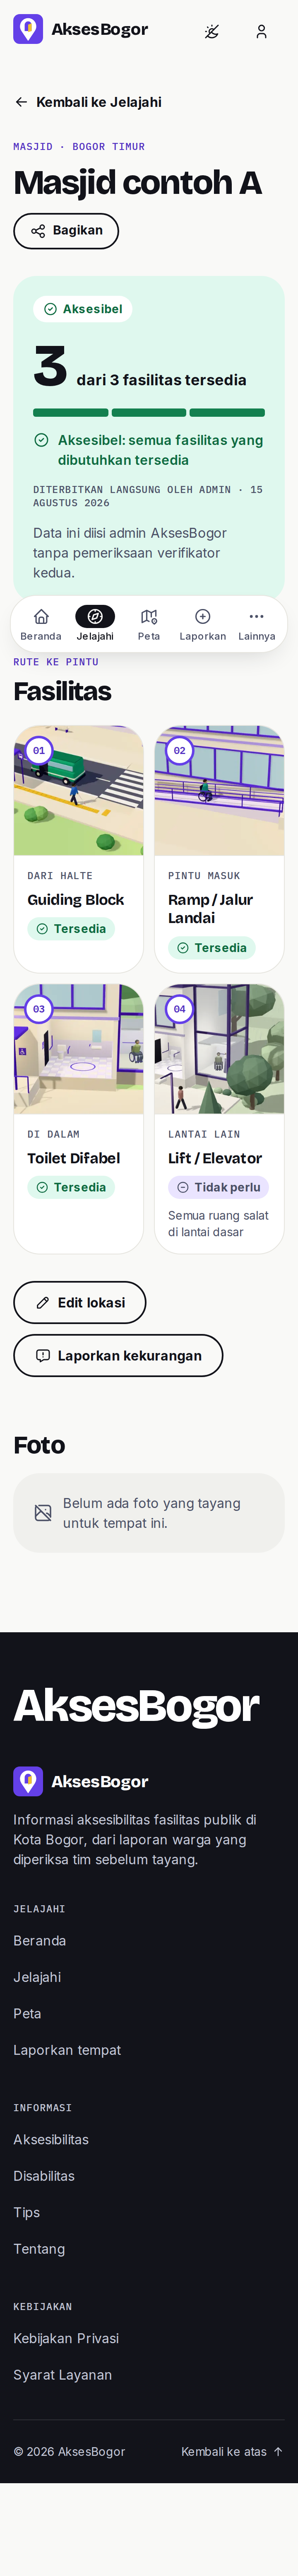 AksesBogor
Kembali ke Jelajahi
MASJID · BOGOR TIMUR
Masjid contoh A
Bagikan
Aksesibel
3 dari 3 fasilitas tersedia
Aksesibel: semua fasilitas yang
dibutuhkan tersedia
DITERBITKAN LANGSUNG OLEH ADMIN · 15
AGUSTUS 2026
Data ini diisi admin AksesBogor
tanpa pemeriksaan verifikator
kedua.
Beranda Jelajahi Peta Laporkan Lainnya
RUTE KE PINTU
Fasilitas
01
DARI HALTE
Guiding Block
Tersedia
02
PINTU MASUK
Ramp / Jalur
Landai
Tersedia
03
DI DALAM
Toilet Difabel
Tersedia
04
LANTAI LAIN
Lift / Elevator
Tidak perlu
Semua ruang salat
di lantai dasar
Edit lokasi
Laporkan kekurangan
Foto
Belum ada foto yang tayang
untuk tempat ini.
AksesBogor
AksesBogor
Informasi aksesibilitas fasilitas publik di
Kota Bogor, dari laporan warga yang
diperiksa tim sebelum tayang.
JELAJAHI
Beranda
Jelajahi
Peta
Laporkan tempat
INFORMASI
Aksesibilitas
Disabilitas
Tips
Tentang
KEBIJAKAN
Kebijakan Privasi
Syarat Layanan
© 2026 AksesBogor
Kembali ke atas ↑